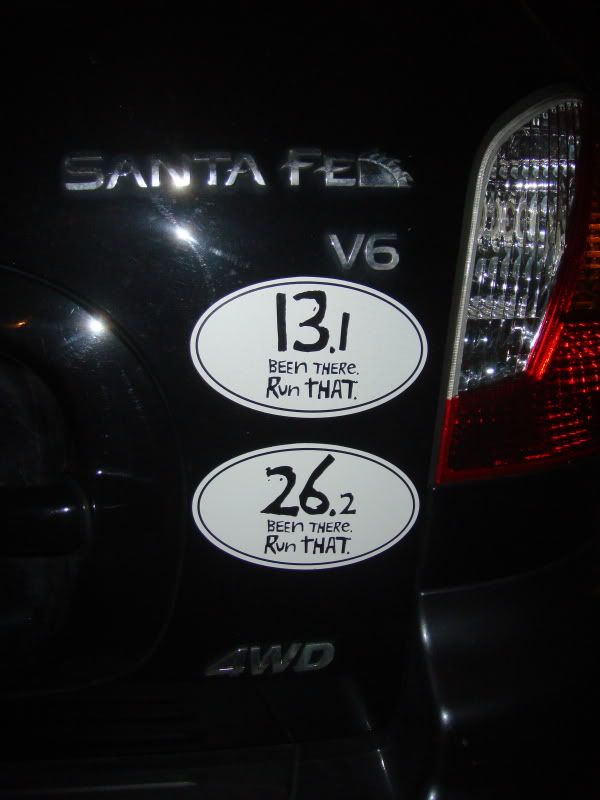 SANTA FE
V6
13.1
BEEN THERE.
RUN THAT.
26.2
BEEN THERE.
RUN THAT.
4WD